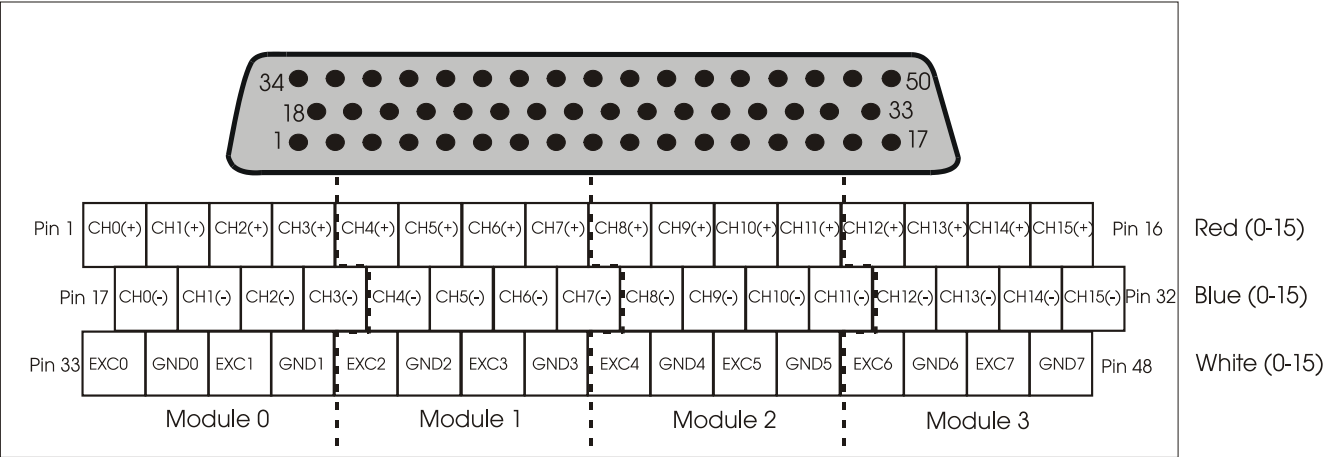 34 50
18 33
1 17
Pin 1 CH0(+) CH1(+) CH2(+) CH3(+) CH4(+) CH5(+) CH6(+) CH7(+) CH8(+) CH9(+) CH10(+) CH11(+) CH12(+) CH13(+) CH14(+) CH15(+) Pin 16 Red (0-15)
Pin 17 CH0(-) CH1(-) CH2(-) CH3(-) CH4(-) CH5(-) CH6(-) CH7(-) CH8(-) CH9(-) CH10(-) CH11(-) CH12(-) CH13(-) CH14(-) CH15(-) Pin 32 Blue (0-15)
Pin 33 EXC0 GND0 EXC1 GND1 EXC2 GND2 EXC3 GND3 EXC4 GND4 EXC5 GND5 EXC6 GND6 EXC7 GND7 Pin 48 White (0-15)
Module 0 Module 1 Module 2 Module 3